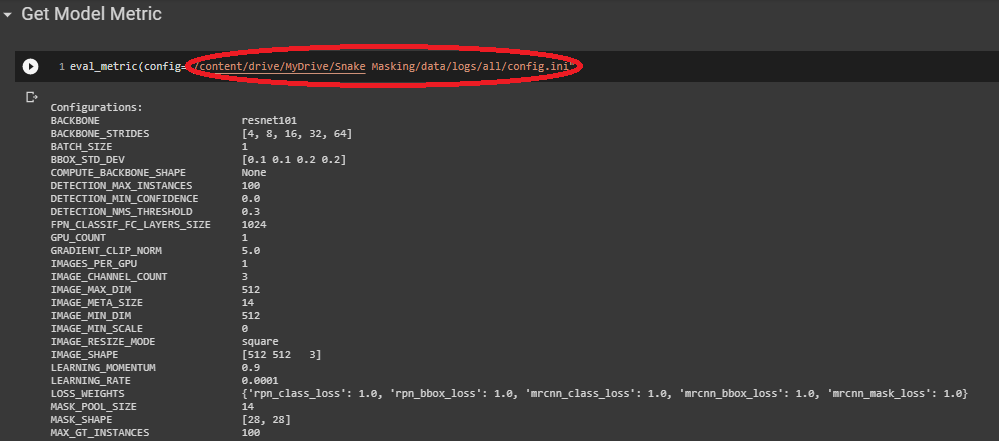 Get Model Metric
1 eval_metric(config="/content/drive/MyDrive/Snake Masking/data/logs/all/config.ini"
Configurations:
BACKBONE resnet101
BACKBONE_STRIDES [4, 8, 16, 32, 64]
BATCH_SIZE 1
BBOX_STD_DEV [0.1 0.1 0.2 0.2]
COMPUTE_BACKBONE_SHAPE None
DETECTION_MAX_INSTANCES 100
DETECTION_MIN_CONFIDENCE 0.0
DETECTION_NMS_THRESHOLD 0.3
FPN_CLASSIF_FC_LAYERS_SIZE 1024
GPU_COUNT 1
GRADIENT_CLIP_NORM 5.0
IMAGES_PER_GPU 1
IMAGE_CHANNEL_COUNT 3
IMAGE_MAX_DIM 512
IMAGE_META_SIZE 14
IMAGE_MIN_DIM 512
IMAGE_MIN_SCALE 0
IMAGE_RESIZE_MODE square
IMAGE_SHAPE [512 512 3]
LEARNING_MOMENTUM 0.9
LEARNING_RATE 0.0001
LOSS_WEIGHTS {'rpn_class_loss': 1.0, 'rpn_bbox_loss': 1.0, 'mrcnn_class_loss': 1.0, 'mrcnn_bbox_loss': 1.0, 'mrcnn_mask_loss': 1.0}
MASK_POOL_SIZE 14
MASK_SHAPE [28, 28]
MAX_GT_INSTANCES 100